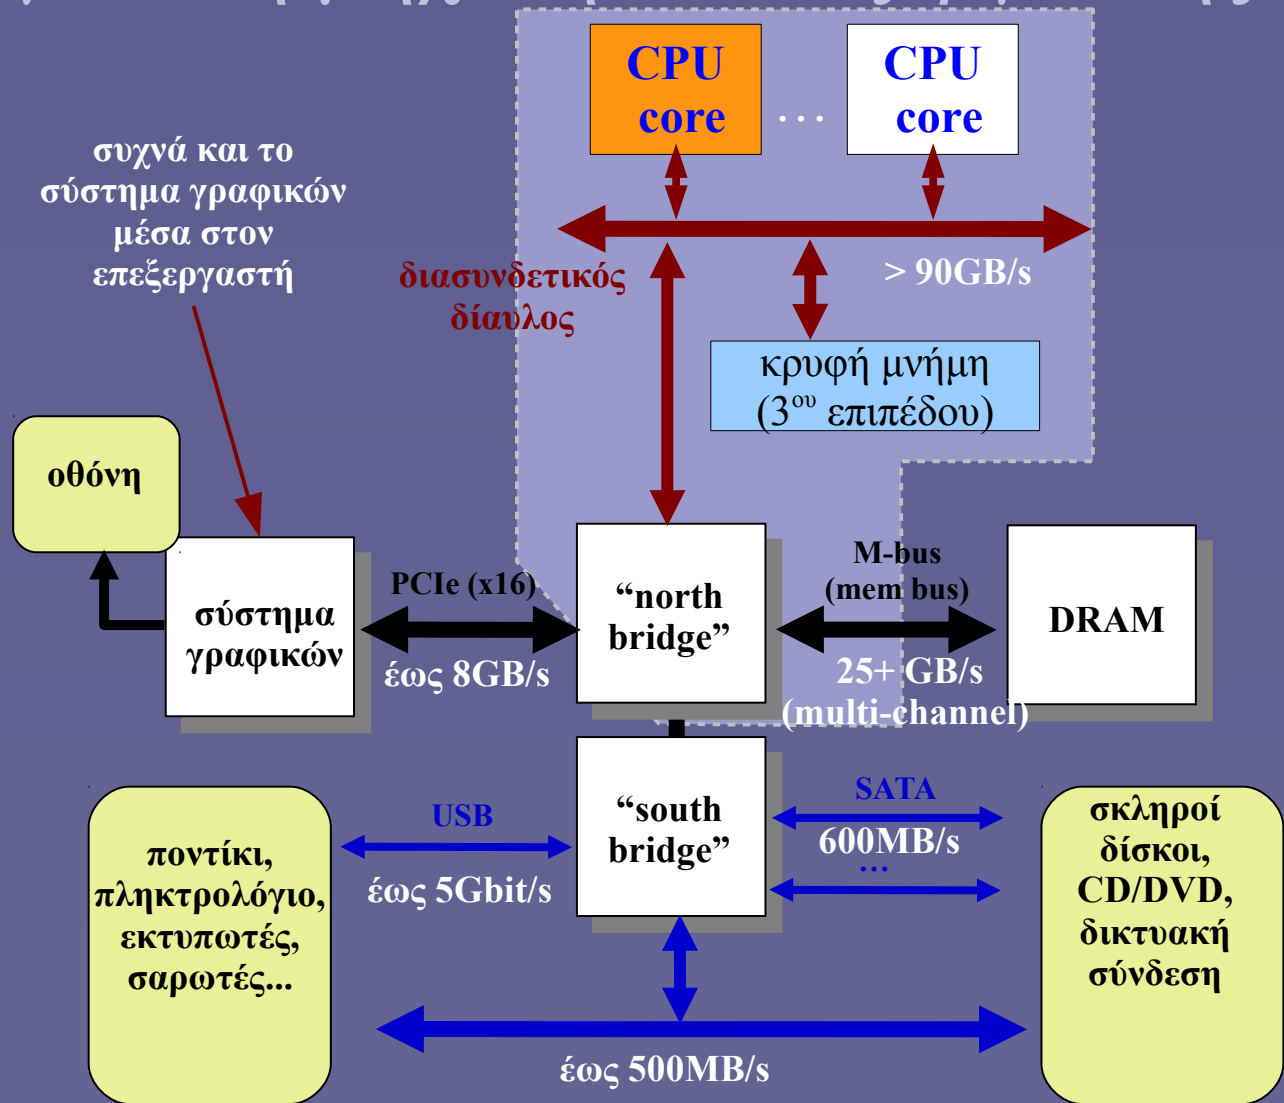 CPU
core
...
CPU
core
συχνά και το
σύστημα γραφικών
μέσα στον
επεξεργαστή
διασυνδετικός
δίαυλος
> 90GB/s
κρυφή μνήμη
(3ου επιπέδου)
οθόνη
σύστημα
γραφικών
PCIe (x16)
έως 8GB/s
“north
bridge”
M-bus
(mem bus)
25+ GB/s
(multi-channel)
DRAM
ποντίκι,
πληκτρολόγιο,
εκτυπωτές,
σαρωτές...
USB
έως 5Gbit/s
“south
bridge”
SATA
600MB/s
...
σκληροί
δίσκοι,
CD/DVD,
δικτυακή
σύνδεση
έως 500MB/s